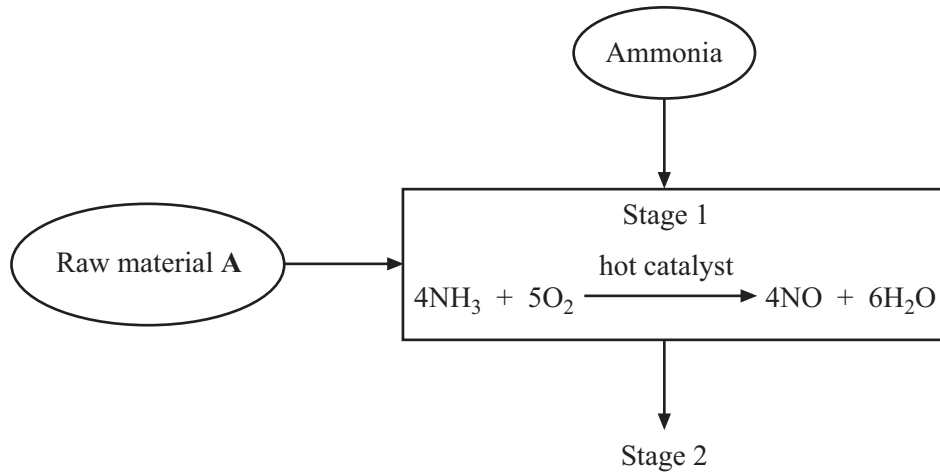 Ammonia
Stage 1
Raw material A
hot catalyst
4NH₃ + 5O₂ 4NO + 6H₂O
Stage 2